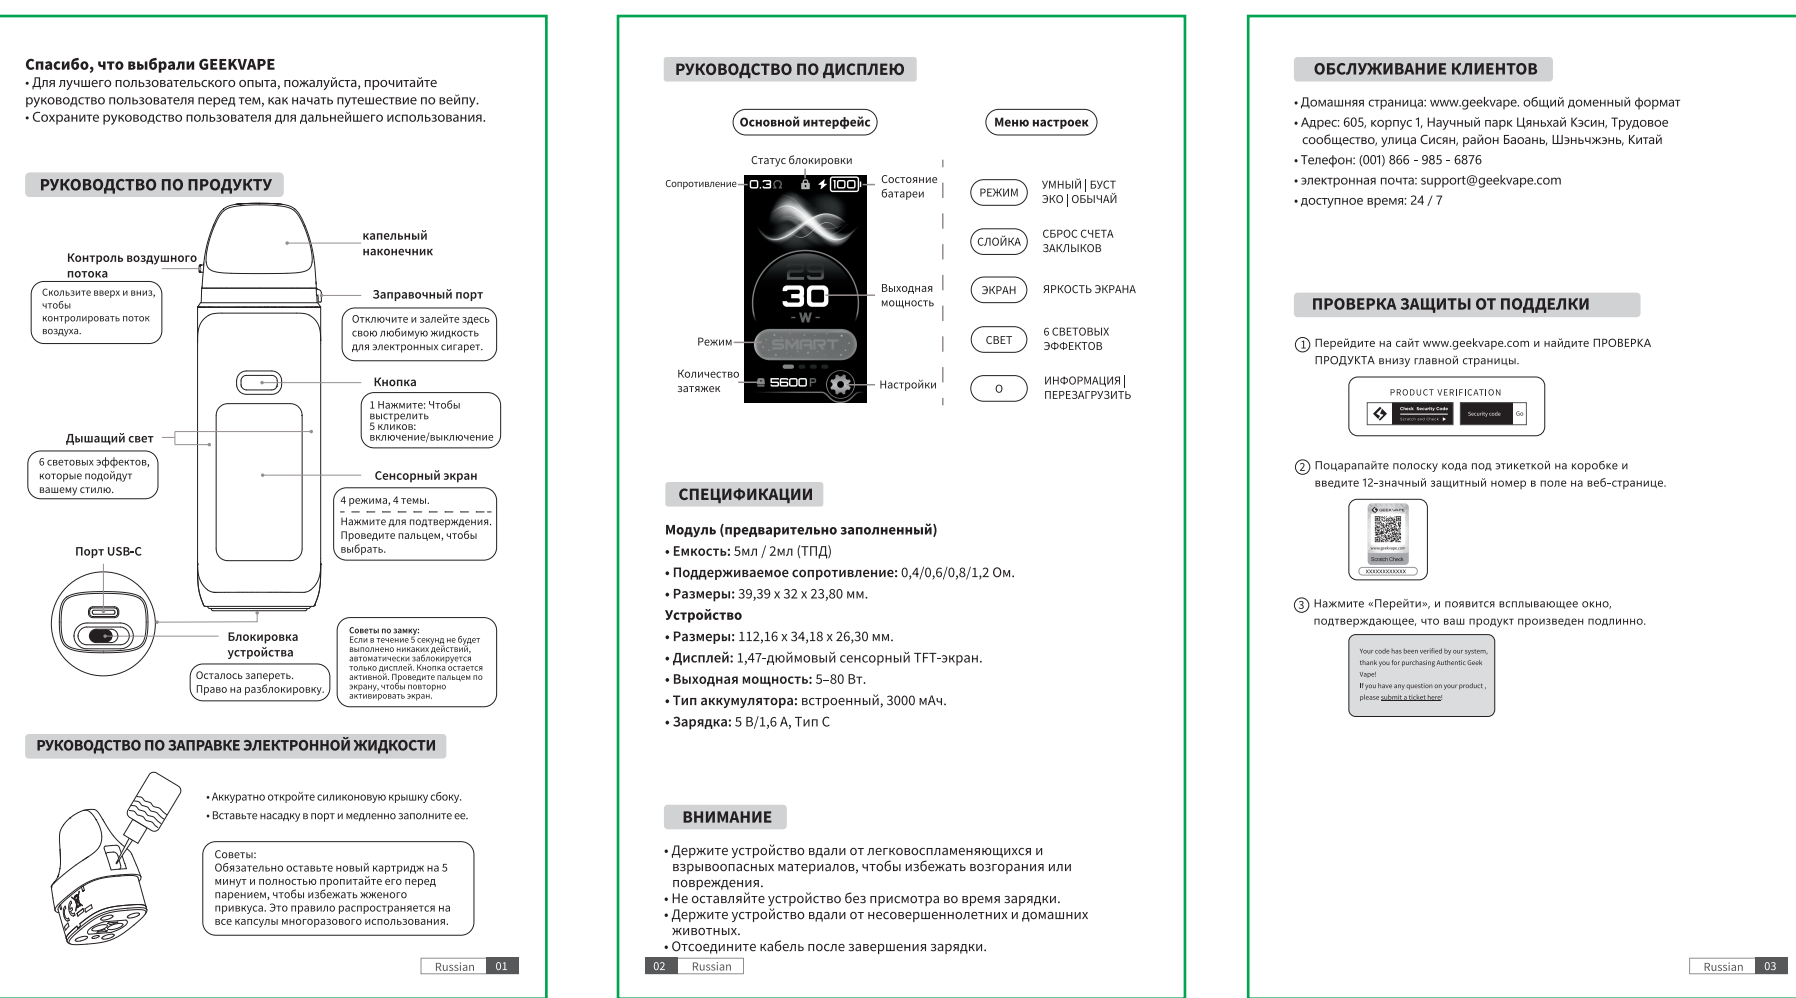 Спасибо, что выбрали GEEKVAPE
• Для лучшего пользовательского опыта, пожалуйста, прочитайте
руководство пользователя перед тем, как начать путешествие по вейпу.
• Сохраните руководство пользователя для дальнейшего использования.
РУКОВОДСТВО ПО ПРОДУКТУ
капельный
наконечник
Контроль воздушного
потока
Скользите вверх и вниз,
чтобы
контролировать поток
воздуха.
Заправочный порт
Отключите и залейте здесь
свою любимую жидкость
для электронных сигарет.
Кнопка
1 Нажмите: Чтобы
выстрелить
5 кликов:
включение/выключение
Дышащий свет
6 световых эффектов,
которые подойдут
вашему стилю.
Сенсорный экран
4 режима, 4 темы.
Нажмите для подтверждения.
Проведите пальцем, чтобы
выбрать.
Порт USB-C
Блокировка
устройства
Осталось запереть.
Право на разблокировку.
Советы по замку:
Если в течение 5 секунд не будет
выполнено никаких действий,
автоматически заблокируется
только дисплей. Кнопка остается
активной. Проведите пальцем по
экрану, чтобы повторно
активировать экран.
РУКОВОДСТВО ПО ЗАПРАВКЕ ЭЛЕКТРОННОЙ ЖИДКОСТИ
• Аккуратно откройте силиконовую крышку сбоку.
• Вставьте насадку в порт и медленно заполните ее.
Советы:
Обязательно оставьте новый картридж на 5
минут и полностью пропитайте его перед
парением, чтобы избежать жженого
привкуса. Это правило распространяется на
все капсулы многоразового использования.
Russian 01
РУКОВОДСТВО ПО ДИСПЛЕЮ
Основной интерфейс
Статус блокировки
Сопротивление
0.3Ω
100
Состояние
батареи
29
30
- W -
Выходная
мощность
Режим
SMART
Количество
затяжек
5600 P
Настройки
Меню настроек
РЕЖИМ
УМНЫЙ | БУСТ
ЭКО | ОБЫЧАЙ
СЛОЙКА
СБРОС СЧЕТА
ЗАКЛЫКОВ
ЭКРАН
ЯРКОСТЬ ЭКРАНА
СВЕТ
6 СВЕТОВЫХ
ЭФФЕКТОВ
О
ИНФОРМАЦИЯ |
ПЕРЕЗАГРУЗИТЬ
СПЕЦИФИКАЦИИ
Модуль (предварительно заполненный)
• Емкость: 5мл / 2мл (ТПД)
• Поддерживаемое сопротивление: 0,4/0,6/0,8/1,2 Ом.
• Размеры: 39,39 x 32 x 23,80 мм.
Устройство
• Размеры: 112,16 x 34,18 x 26,30 мм.
• Дисплей: 1,47-дюймовый сенсорный TFT-экран.
• Выходная мощность: 5–80 Вт.
• Тип аккумулятора: встроенный, 3000 мАч.
• Зарядка: 5 В/1,6 А, Тип C
ВНИМАНИЕ
• Держите устройство вдали от легковоспламеняющихся и
взрывоопасных материалов, чтобы избежать возгорания или
повреждения.
• Не оставляйте устройство без присмотра во время зарядки.
• Держите устройство вдали от несовершеннолетних и домашних
животных.
• Отсоедините кабель после завершения зарядки.
02 Russian
ОБСЛУЖИВАНИЕ КЛИЕНТОВ
• Домашняя страница: www.geekvape. общий доменный формат
• Адрес: 605, корпус 1, Научный парк Цяньхай Кэсин, Трудовое
сообщество, улица Сисян, район Баоань, Шэньчжэнь, Китай
• Телефон: (001) 866 - 985 - 6876
• электронная почта: support@geekvape.com
• доступное время: 24 / 7
ПРОВЕРКА ЗАЩИТЫ ОТ ПОДДЕЛКИ
1 Перейдите на сайт www.geekvape.com и найдите ПРОВЕРКА
ПРОДУКТА внизу главной страницы.
PRODUCT VERIFICATION
Check Security Code
Scratch and Check
Security code
Go
2 Поцарапайте полоску кода под этикеткой на коробке и
введите 12-значный защитный номер в поле на веб-странице.
GEEKVAPE
www.geekvape.com
Scratch Check
XXXXXXXXXXXX
3 Нажмите «Перейти», и появится всплывающее окно,
подтверждающее, что ваш продукт произведен подлинно.
Your code has been verified by our system,
thank you for purchasing Authentic Geek
Vape!
If you have any question on your product ,
please submit a ticket here!
Russian 03